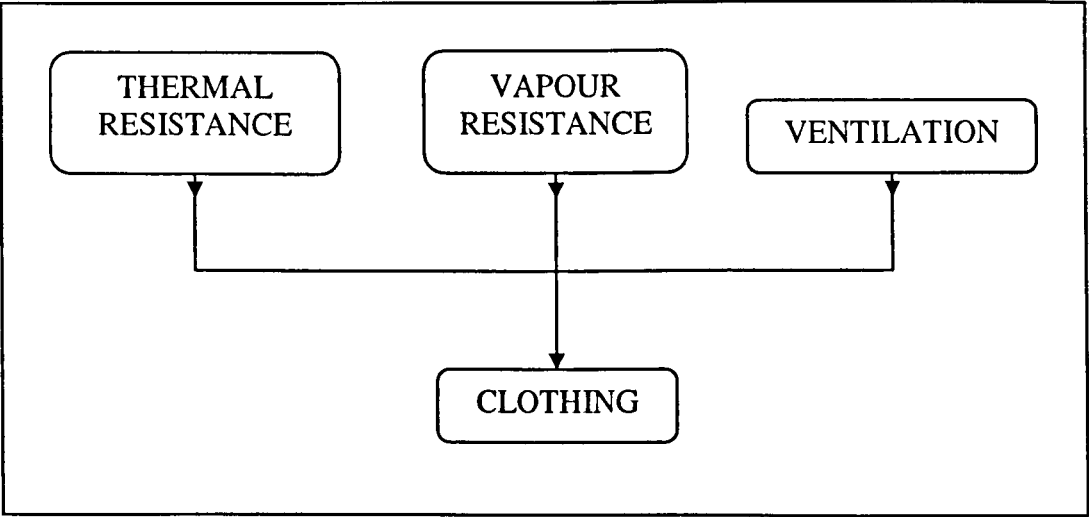 THERMAL
RESISTANCE
VAPOUR
RESISTANCE
VENTILATION
CLOTHING